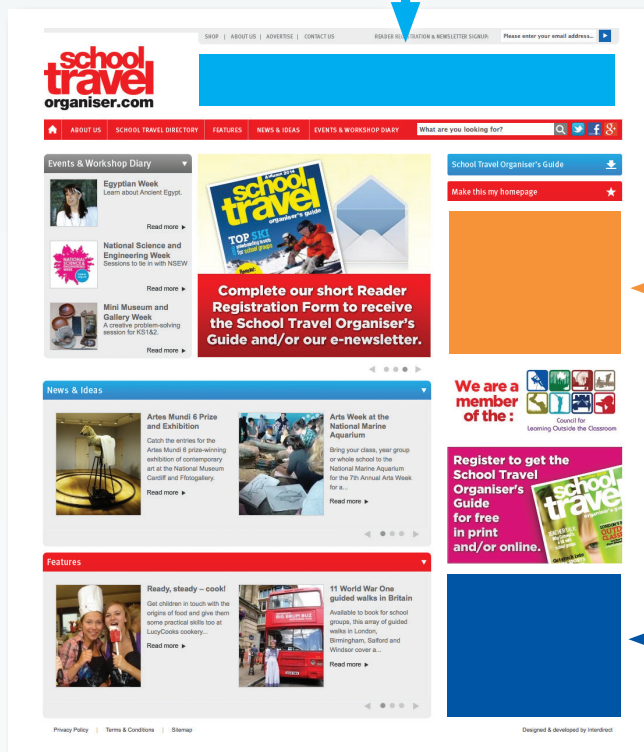 SHOP | ABOUT US | ADVERTISE | CONTACT US
READER REGISTRATION & NEWSLETTER SIGNUP:
Please enter your email address...
school
travel
organiser.com
ABOUT US
SCHOOL TRAVEL DIRECTORY
FEATURES
NEWS & IDEAS
EVENTS & WORKSHOP DIARY
What are you looking for?
Events & Workshop Diary
Egyptian Week
Learn about Ancient Egypt.
Read more
National Science and
Engineering Week
Sessions to tie in with NSEW
Read more
Mini Museum and
Gallery Week
A creative problem-solving
session for KS1&2.
Read more
school
travel
organiser's guide
TOP SKI
for school groups
Complete our short Reader
Registration Form to receive
the School Travel Organiser's
Guide and/or our e-newsletter.
School Travel Organiser's Guide
Make this my homepage
News & Ideas
Artes Mundi 6 Prize
and Exhibition
Catch the entries for the
Artes Mundi 6 prize-winning
exhibition of contemporary
art at the National Museum
Cardiff and Ffotogallery.
Read more
Arts Week at the
National Marine
Aquarium
Bring your class, year group
or whole school to the
National Marine Aquarium
for the 7th Annual Arts Week
for a...
Read more
We are a
member
of the :
Council for
Learning Outside the Classroom
Register to get the
School Travel
Organiser's
Guide
for free
in print
and/or online.
school
travel
Features
Ready, steady – cook!
Get children in touch with the
origins of food and give them
some practical skills too at
LucyCooks cookery...
Read more
BIG BRUM BUZ
11 World War One
guided walks in Britain
Available to book for school
groups, this array of guided
walks in London,
Birmingham, Salford and
Windsor cover a...
Read more
Privacy Policy | Terms & Conditions | Sitemap
Designed & developed by Interdirect